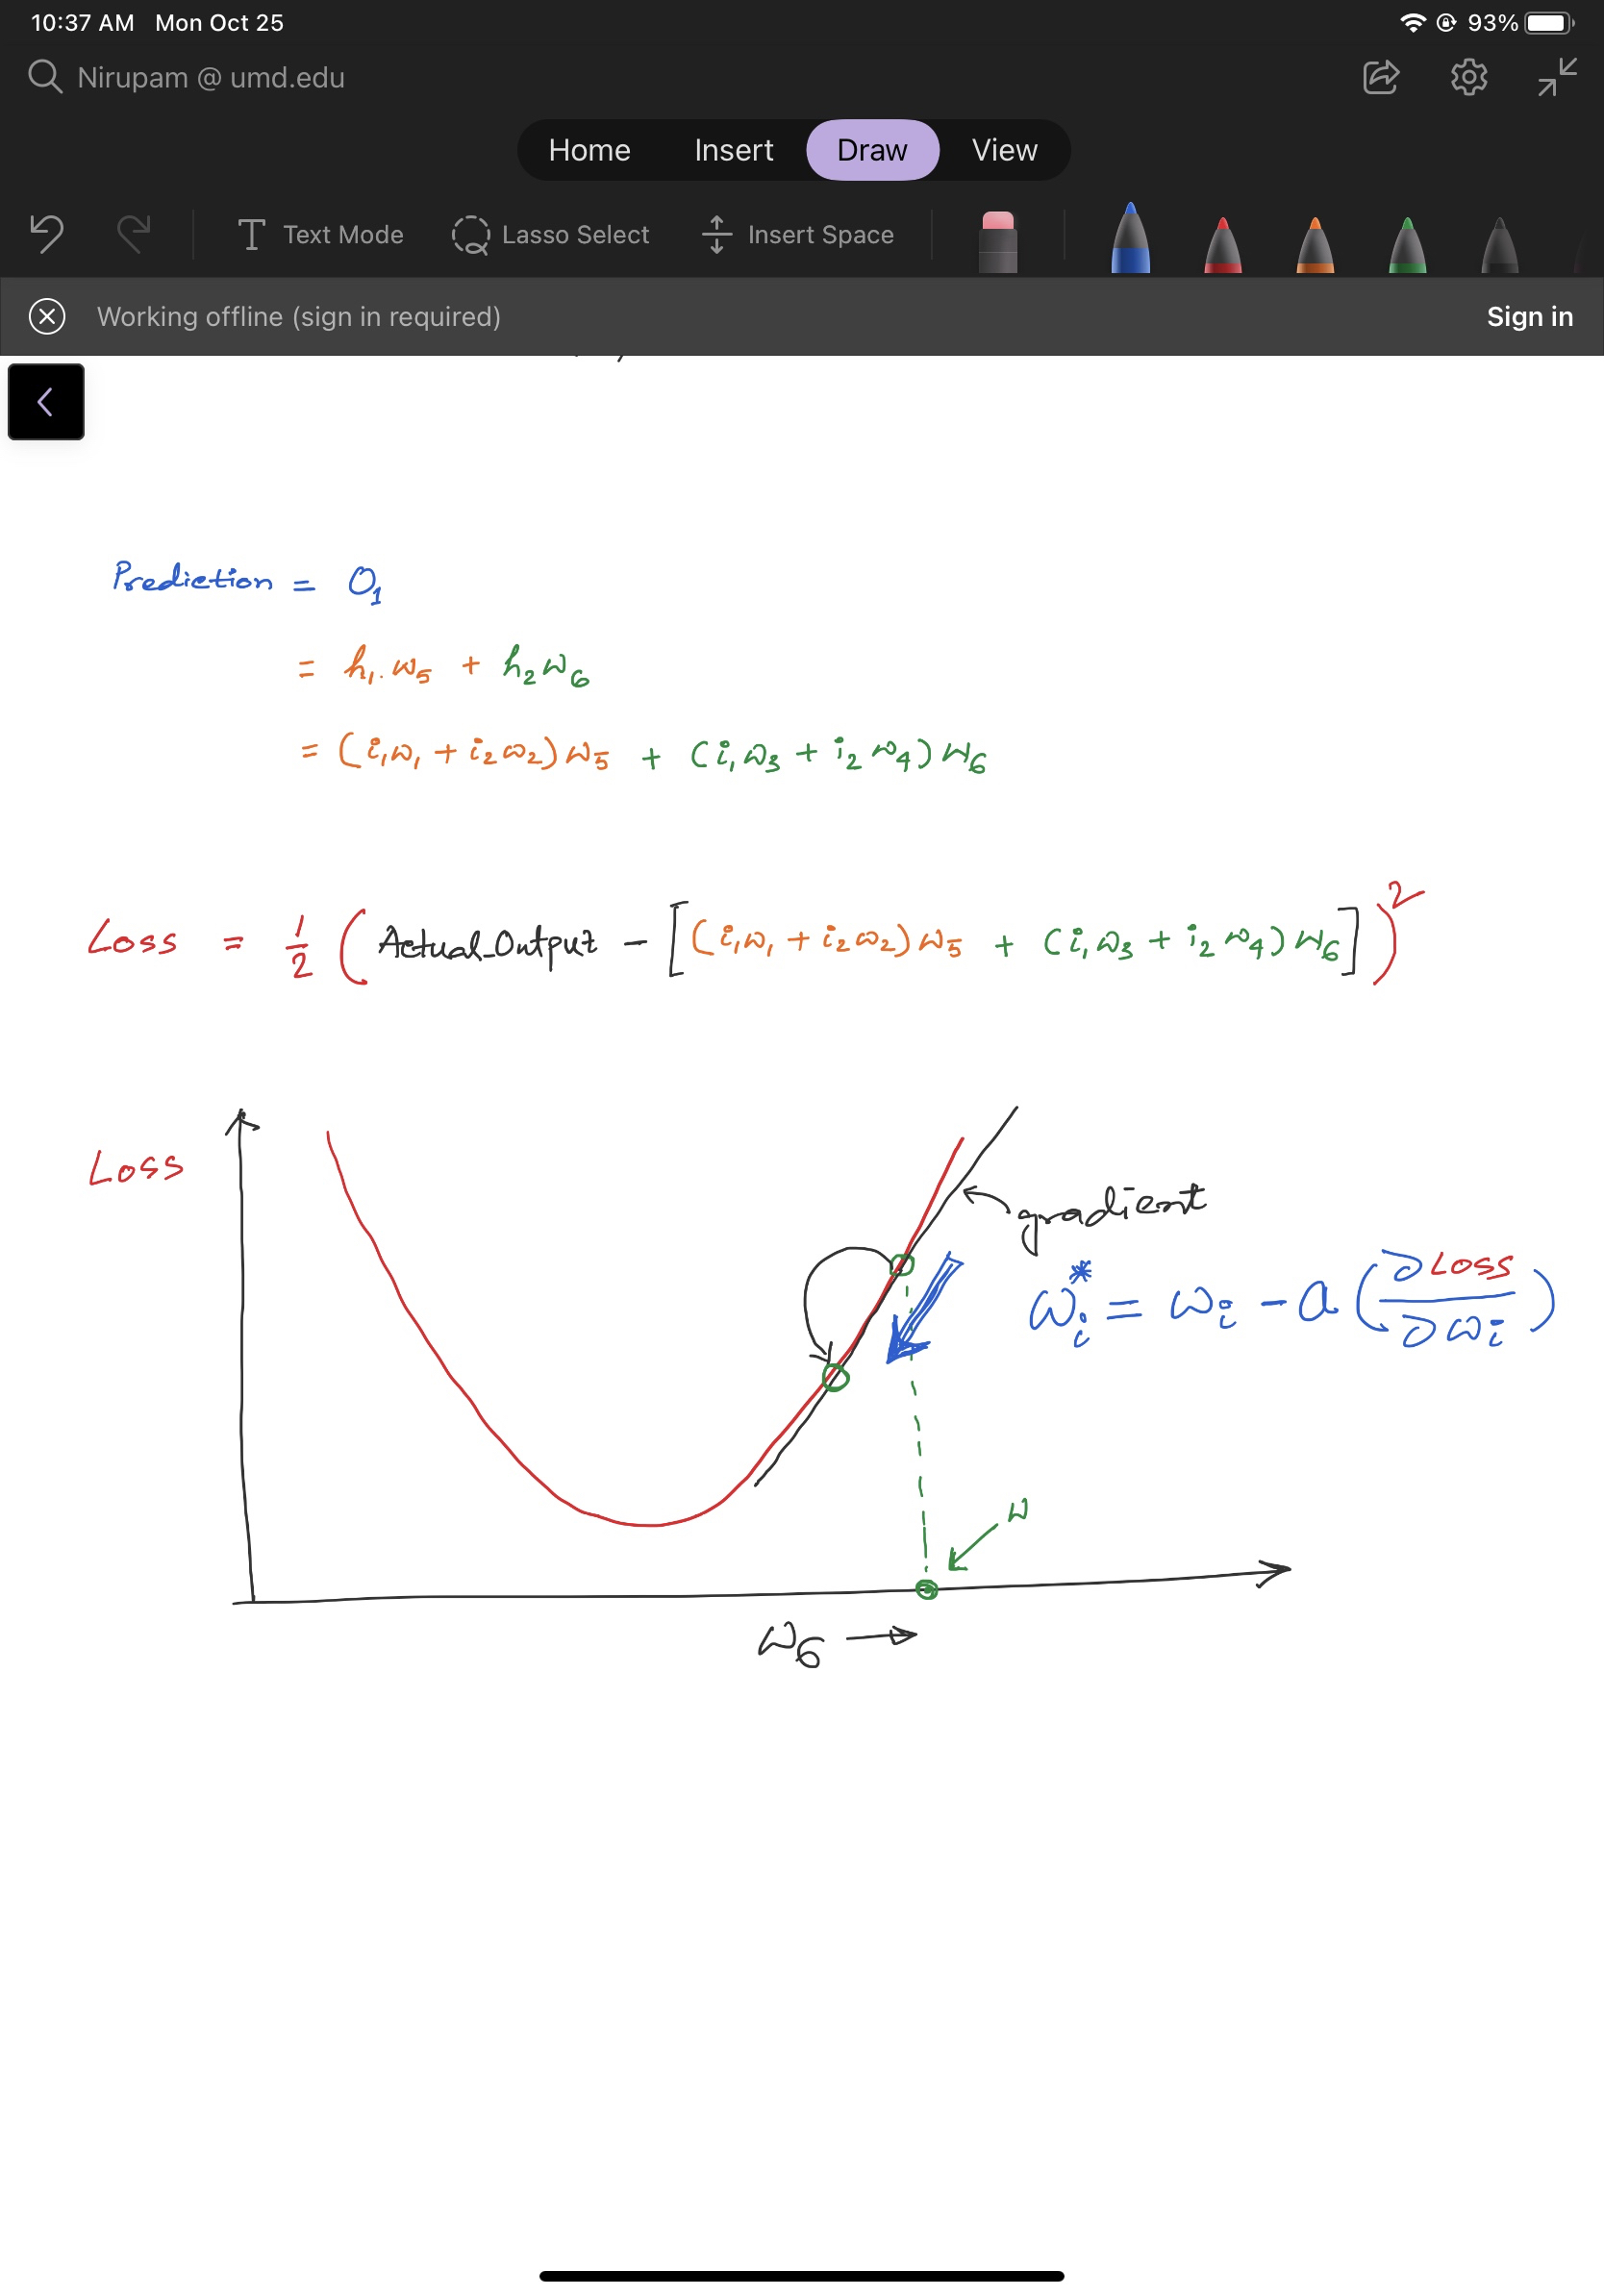 10:37 AM Mon Oct 25 93%
Nirupam @ umd.edu
Home Insert Draw View
Text Mode Lasso Select Insert Space
Working offline (sign in required) Sign in
Prediction = O₁
= h₁.w₅ + h₂w₆
= (i₁w₁ + i₂w₂)w₅ + (i₁w₃ + i₂w₄)w₆
Loss = 1/2 (Actual_Output - [(i₁w₁ + i₂w₂)w₅ + (i₁w₃ + i₂w₄)w₆])²
Loss
gradient
wᵢ* = wᵢ - a (∂Loss/∂wᵢ)
w
w₆ →